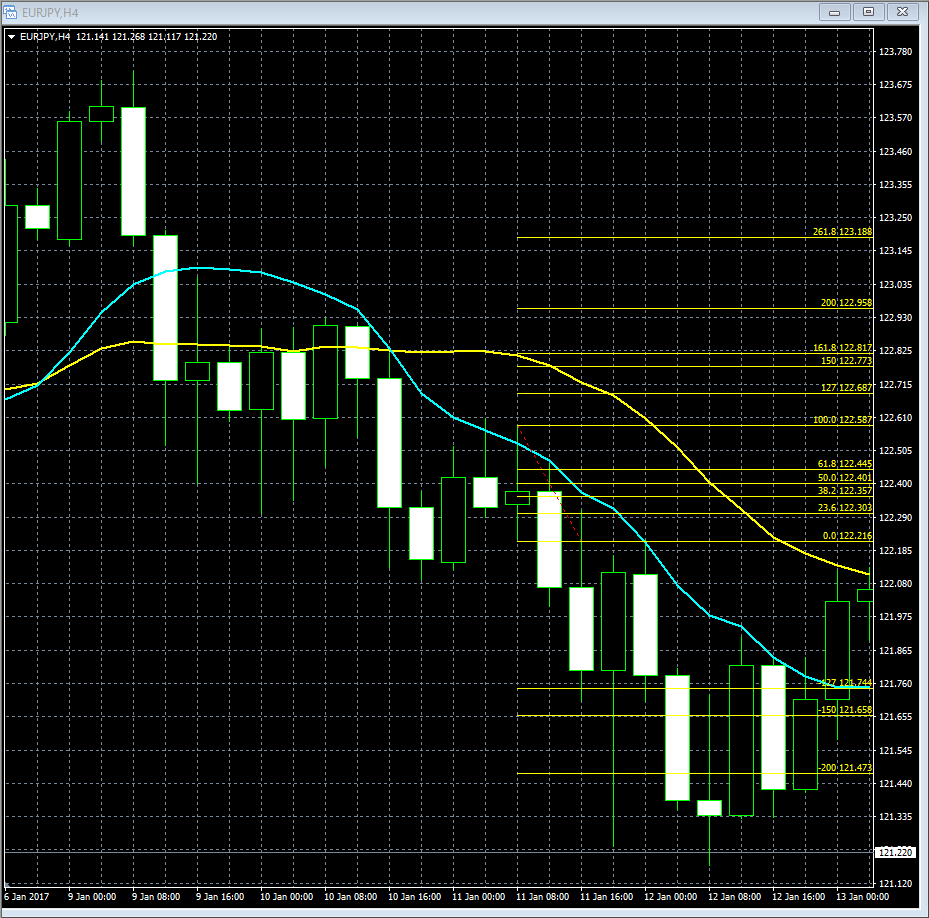 EURJPY,H4
EURJPY,H4 121.141 121.268 121.117 121.220
123.780
123.675
123.570
123.460
123.355
123.250
261.8 123.188
123.145
123.035
200 122.958
122.930
161.8 122.817
122.825
150 122.773
122.715
127 122.687
100.0 122.587
122.610
122.505
61.8 122.445
50.0 122.401
122.400
38.2 122.357
23.6 122.303
122.290
0.0 122.216
122.185
122.080
121.975
121.865
-127 121.744
121.760
-150 121.658
121.655
121.545
-200 121.473
121.440
121.335
121.220
121.120
6 Jan 2017
9 Jan 00:00
9 Jan 08:00
9 Jan 16:00
10 Jan 00:00
10 Jan 08:00
10 Jan 16:00
11 Jan 00:00
11 Jan 08:00
11 Jan 16:00
12 Jan 00:00
12 Jan 08:00
12 Jan 16:00
13 Jan 00:00